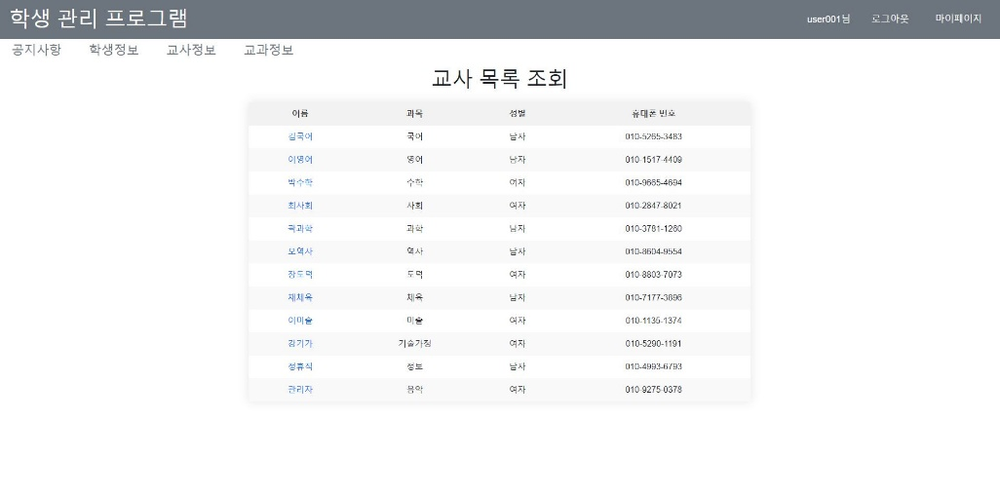 학생 관리 프로그램 user001님 로그아웃 마이페이지
공지사항 학생정보 교사정보 교과정보
교사 목록 조회
이름 과목 성별 휴대폰 번호
김국어 국어 남자 010-5265-3483
이영어 영어 남자 010-1517-4409
박수학 수학 여자 010-9665-4694
최사회 사회 여자 010-2847-8021
곽과학 과학 남자 010-3781-1260
오역사 역사 남자 010-8604-9554
장도덕 도덕 여자 010-8803-7073
채체육 체육 남자 010-7177-3896
이미술 미술 여자 010-1135-1374
강기가 기술가정 여자 010-5290-1191
정휴식 정보 남자 010-4993-6793
관리자 음악 여자 010-9275-0378